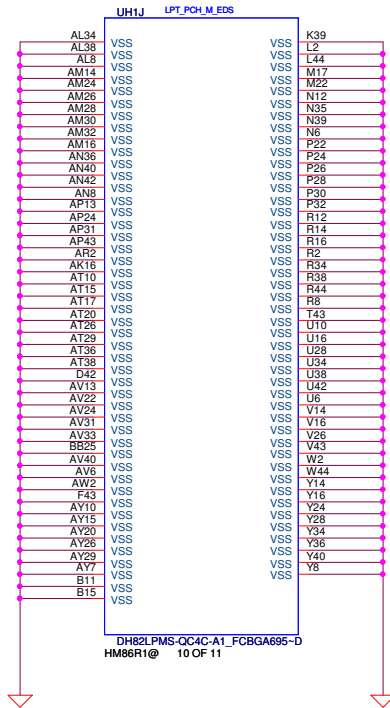 UH1J LPT_PCH_M_EDS
AL34 VSS VSS K39
AL38 VSS VSS L2
AL8 VSS VSS L44
AM14 VSS VSS M17
AM24 VSS VSS M22
AM26 VSS VSS N12
AM28 VSS VSS N35
AM30 VSS VSS N39
AM32 VSS VSS N6
AM16 VSS VSS P22
AN36 VSS VSS P24
AN40 VSS VSS P26
AN42 VSS VSS P28
AN8 VSS VSS P30
AP13 VSS VSS P32
AP24 VSS VSS R12
AP31 VSS VSS R14
AP43 VSS VSS R16
AR2 VSS VSS R2
AK16 VSS VSS R34
AT10 VSS VSS R38
AT15 VSS VSS R44
AT17 VSS VSS R8
AT20 VSS VSS T43
AT26 VSS VSS U10
AT29 VSS VSS U16
AT36 VSS VSS U28
AT38 VSS VSS U34
D42 VSS VSS U38
AV13 VSS VSS U42
AV22 VSS VSS U6
AV24 VSS VSS V14
AV31 VSS VSS V16
AV33 VSS VSS V26
BB25 VSS VSS V43
AV40 VSS VSS W2
AV6 VSS VSS W44
AW2 VSS VSS Y14
F43 VSS VSS Y16
AY10 VSS VSS Y24
AY15 VSS VSS Y28
AY20 VSS VSS Y34
AY26 VSS VSS Y36
AY29 VSS VSS Y40
AY7 VSS VSS Y8
B11 VSS
B15 VSS
DH82LPMS-QC4C-A1_FCBGA695~D
HM86R1@ 10 OF 11